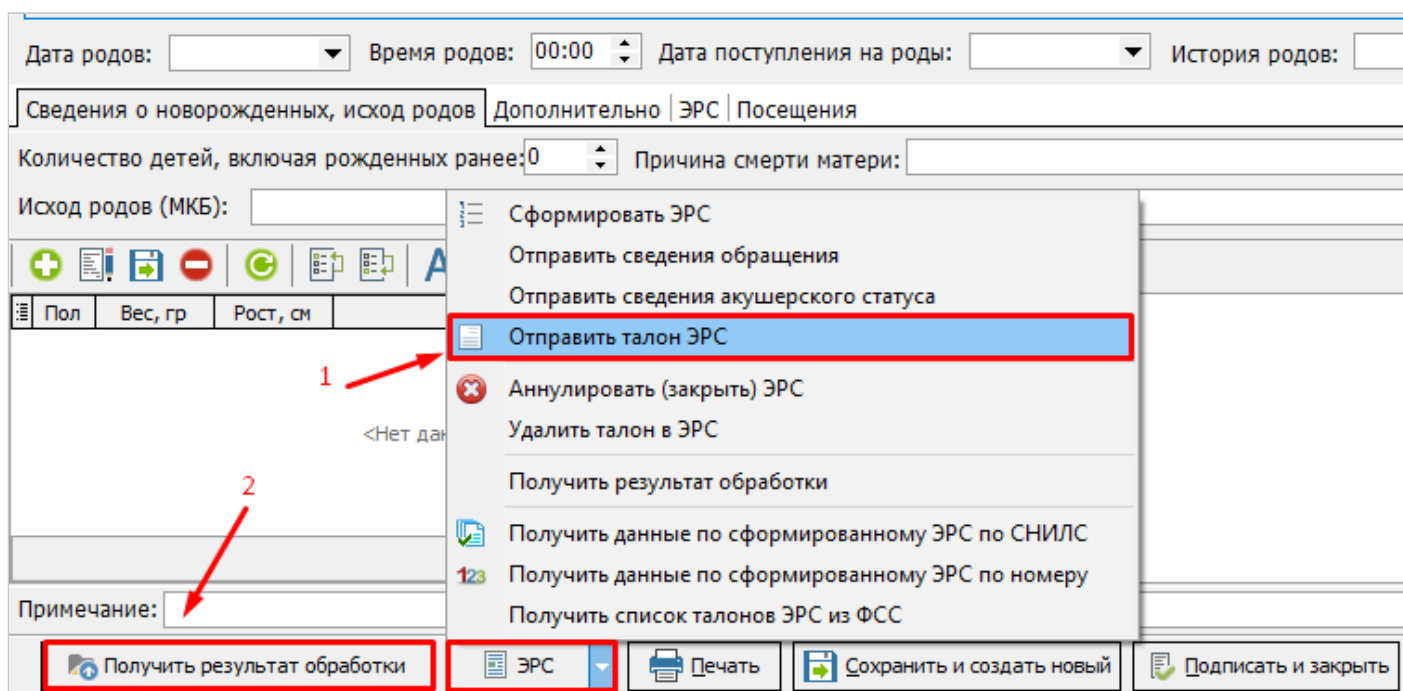 Дата родов: Время родов: 00:00 Дата поступления на роды: История родов:
Сведения о новорожденных, исход родов Дополнительно ЭРС Посещения
Количество детей, включая рожденных ранее: 0 Причина смерти матери:
Исход родов (МКБ):
Сформировать ЭРС
Отправить сведения обращения
Отправить сведения акушерского статуса
Пол Вес, гр Рост, см
Отправить талон ЭРС
1
Аннулировать (закрыть) ЭРС
<Нет дан
Удалить талон в ЭРС
2
Получить результат обработки
Получить данные по сформированному ЭРС по СНИЛС
123 Получить данные по сформированному ЭРС по номеру
Примечание:
Получить список талонов ЭРС из ФСС
Получить результат обработки ЭРС Печать Сохранить и создать новый Подписать и закрыть